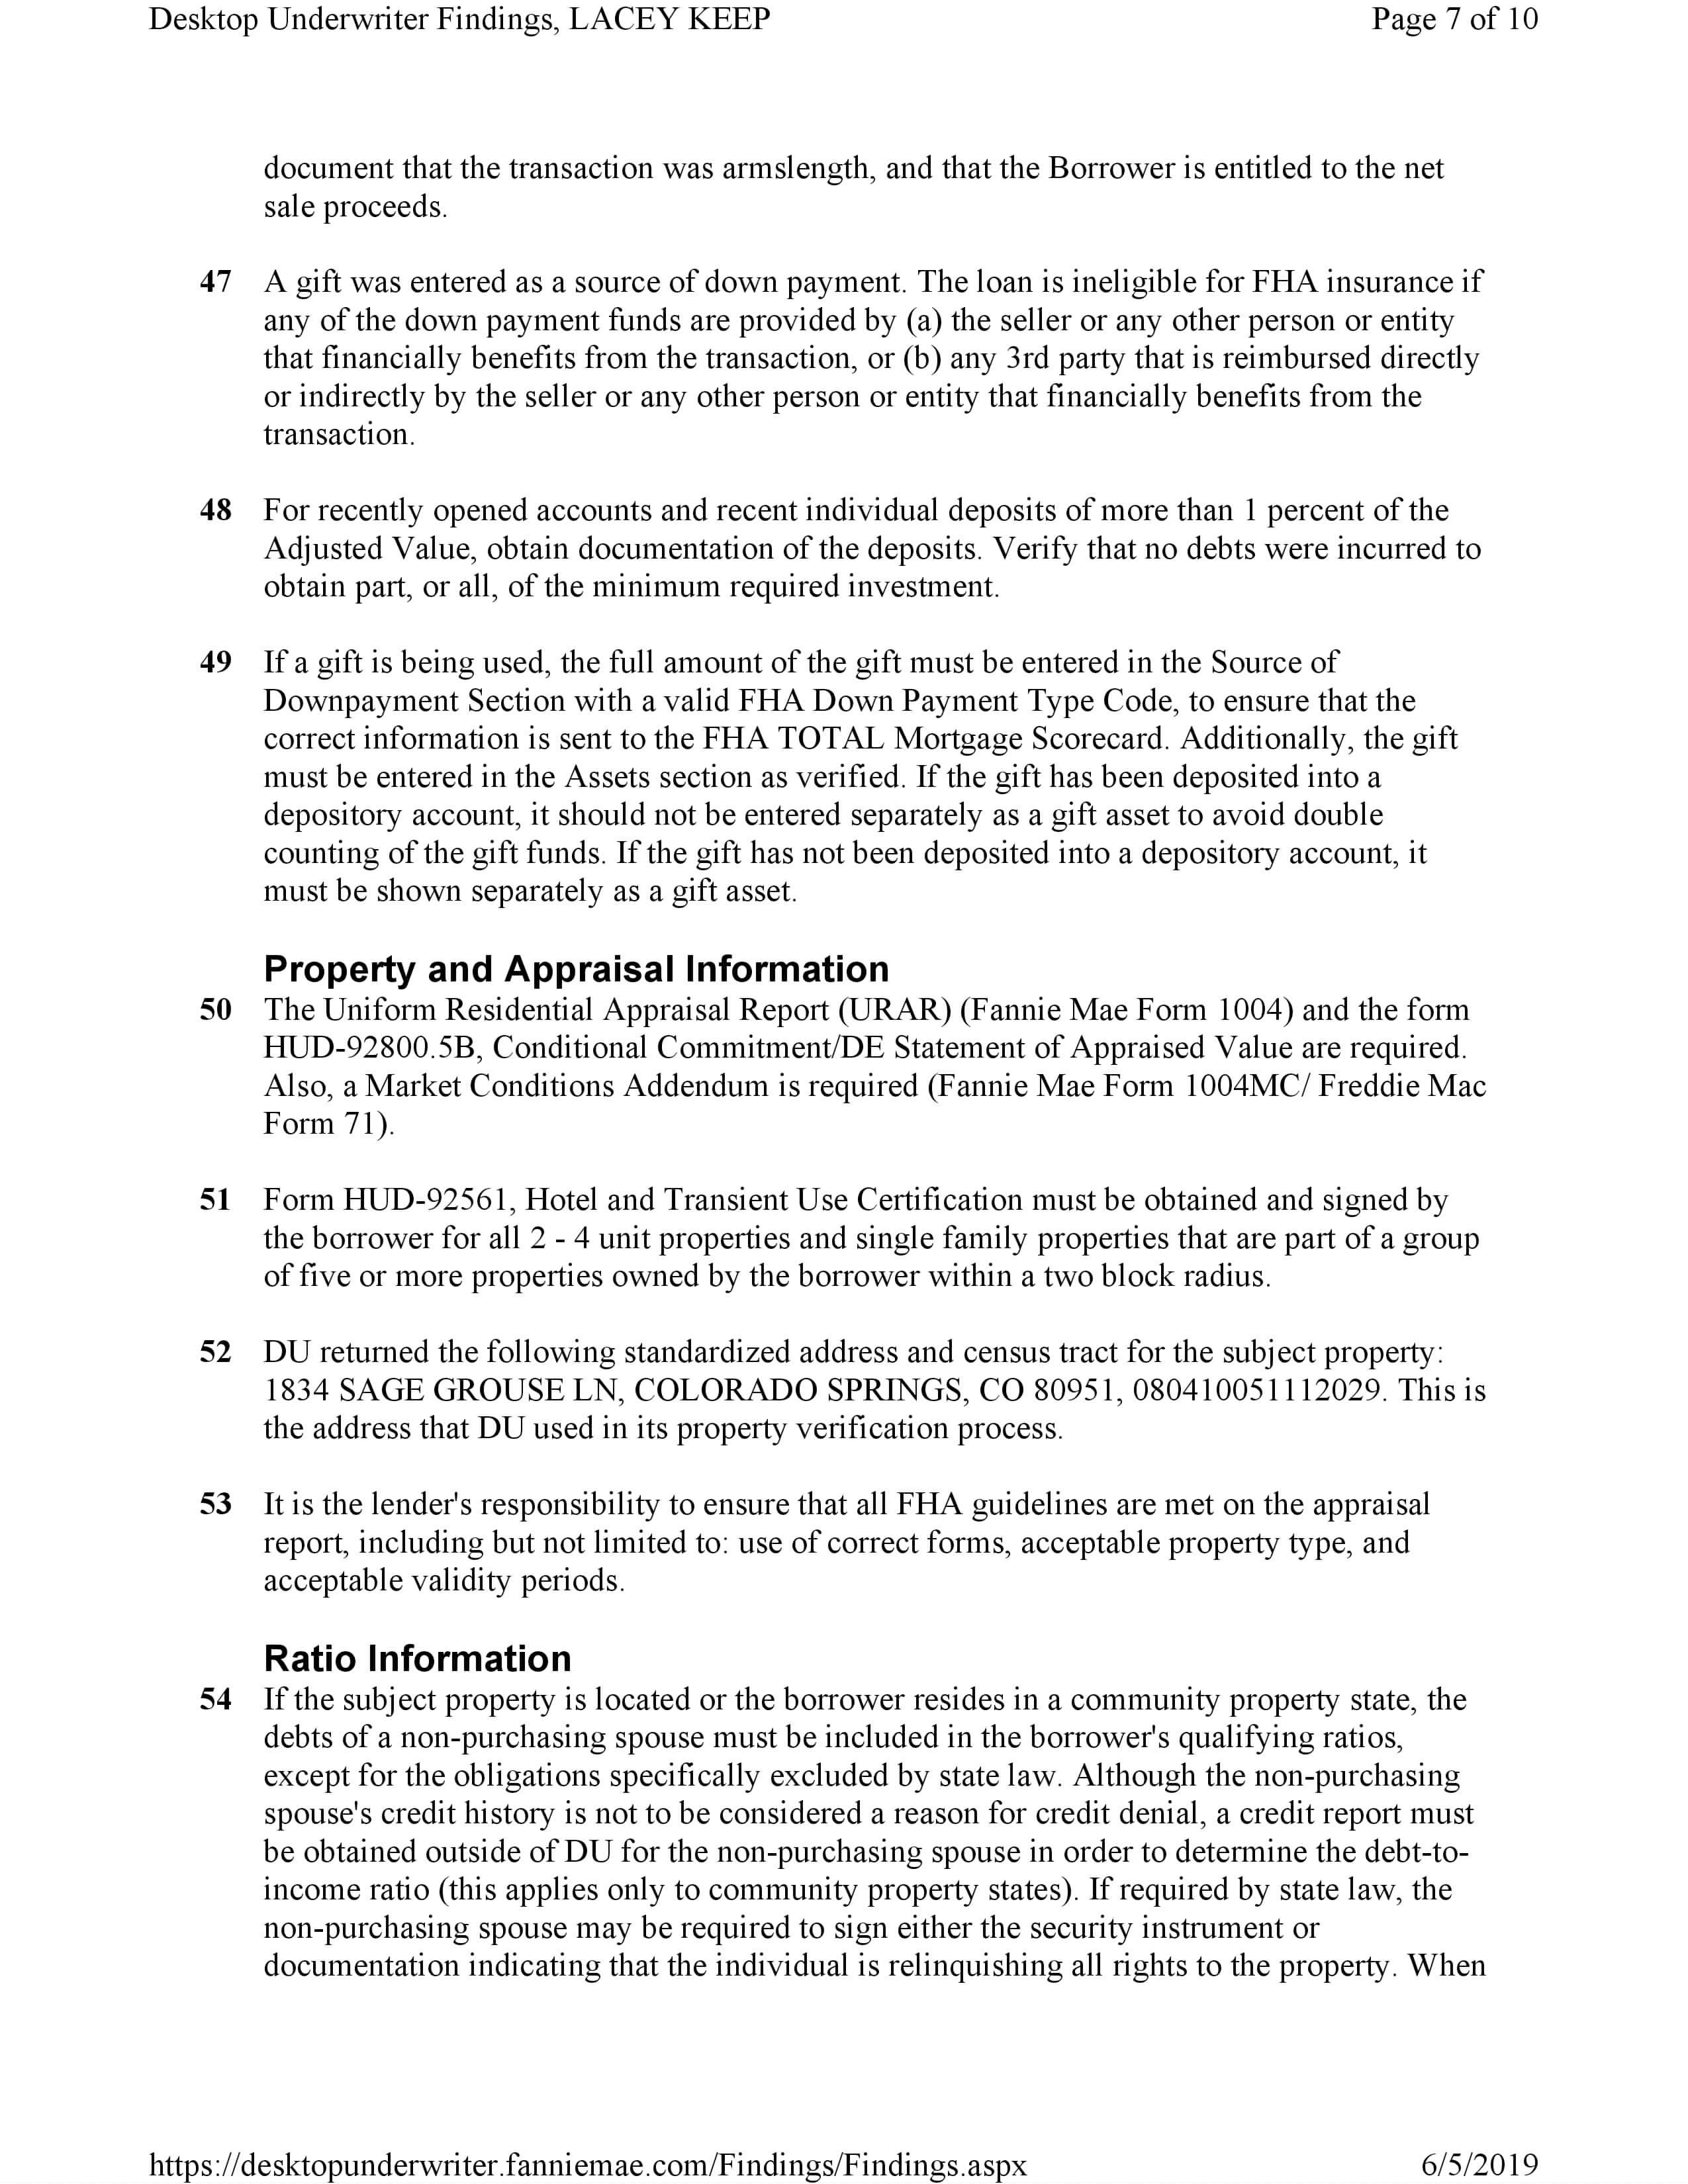 Desktop Underwriter Findings, LACEY KEEP Page 7 of 10
document that the transaction was armslength, and that the Borrower is entitled to the net
sale proceeds.
47 A gift was entered as a source of down payment. The loan is ineligible for FHA insurance if
any of the down payment funds are provided by (a) the seller or any other person or entity
that financially benefits from the transaction, or (b) any 3rd party that is reimbursed directly
or indirectly by the seller or any other person or entity that financially benefits from the
transaction.
48 For recently opened accounts and recent individual deposits of more than 1 percent of the
Adjusted Value, obtain documentation of the deposits. Verify that no debts were incurred to
obtain part, or all, of the minimum required investment.
49 If a gift is being used, the full amount of the gift must be entered in the Source of
Downpayment Section with a valid FHA Down Payment Type Code, to ensure that the
correct information is sent to the FHA TOTAL Mortgage Scorecard. Additionally, the gift
must be entered in the Assets section as verified. If the gift has been deposited into a
depository account, it should not be entered separately as a gift asset to avoid double
counting of the gift funds. If the gift has not been deposited into a depository account, it
must be shown separately as a gift asset.
Property and Appraisal Information
50 The Uniform Residential Appraisal Report (URAR) (Fannie Mae Form 1004) and the form
HUD-92800.5B, Conditional Commitment/DE Statement of Appraised Value are required.
Also, a Market Conditions Addendum is required (Fannie Mae Form 1004MC/ Freddie Mac
Form 71).
51 Form HUD-92561, Hotel and Transient Use Certification must be obtained and signed by
the borrower for all 2 - 4 unit properties and single family properties that are part of a group
of five or more properties owned by the borrower within a two block radius.
52 DU returned the following standardized address and census tract for the subject property:
1834 SAGE GROUSE LN, COLORADO SPRINGS, CO 80951, 080410051112029. This is
the address that DU used in its property verification process.
53 It is the lender's responsibility to ensure that all FHA guidelines are met on the appraisal
report, including but not limited to: use of correct forms, acceptable property type, and
acceptable validity periods.
Ratio Information
54 If the subject property is located or the borrower resides in a community property state, the
debts of a non-purchasing spouse must be included in the borrower's qualifying ratios,
except for the obligations specifically excluded by state law. Although the non-purchasing
spouse's credit history is not to be considered a reason for credit denial, a credit report must
be obtained outside of DU for the non-purchasing spouse in order to determine the debt-to-
income ratio (this applies only to community property states). If required by state law, the
non-purchasing spouse may be required to sign either the security instrument or
documentation indicating that the individual is relinquishing all rights to the property. When
https://desktopunderwriter.fanniemae.com/Findings/Findings.aspx 6/5/2019